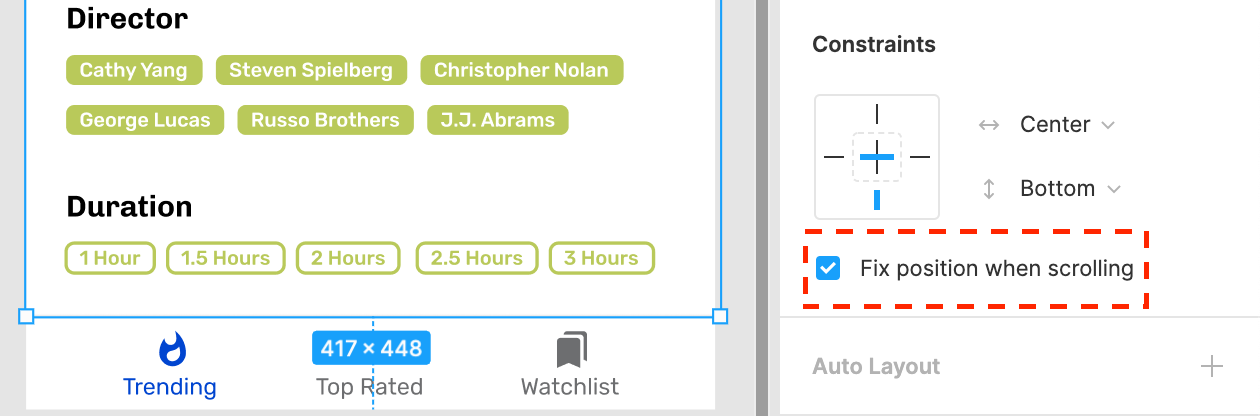 Director
Cathy Yang Steven Spielberg Christopher Nolan
George Lucas Russo Brothers J.J. Abrams
Duration
1 Hour 1.5 Hours 2 Hours 2.5 Hours 3 Hours
417 × 448
Trending Top Rated Watchlist
Constraints
Center
Bottom
Fix position when scrolling
Auto Layout